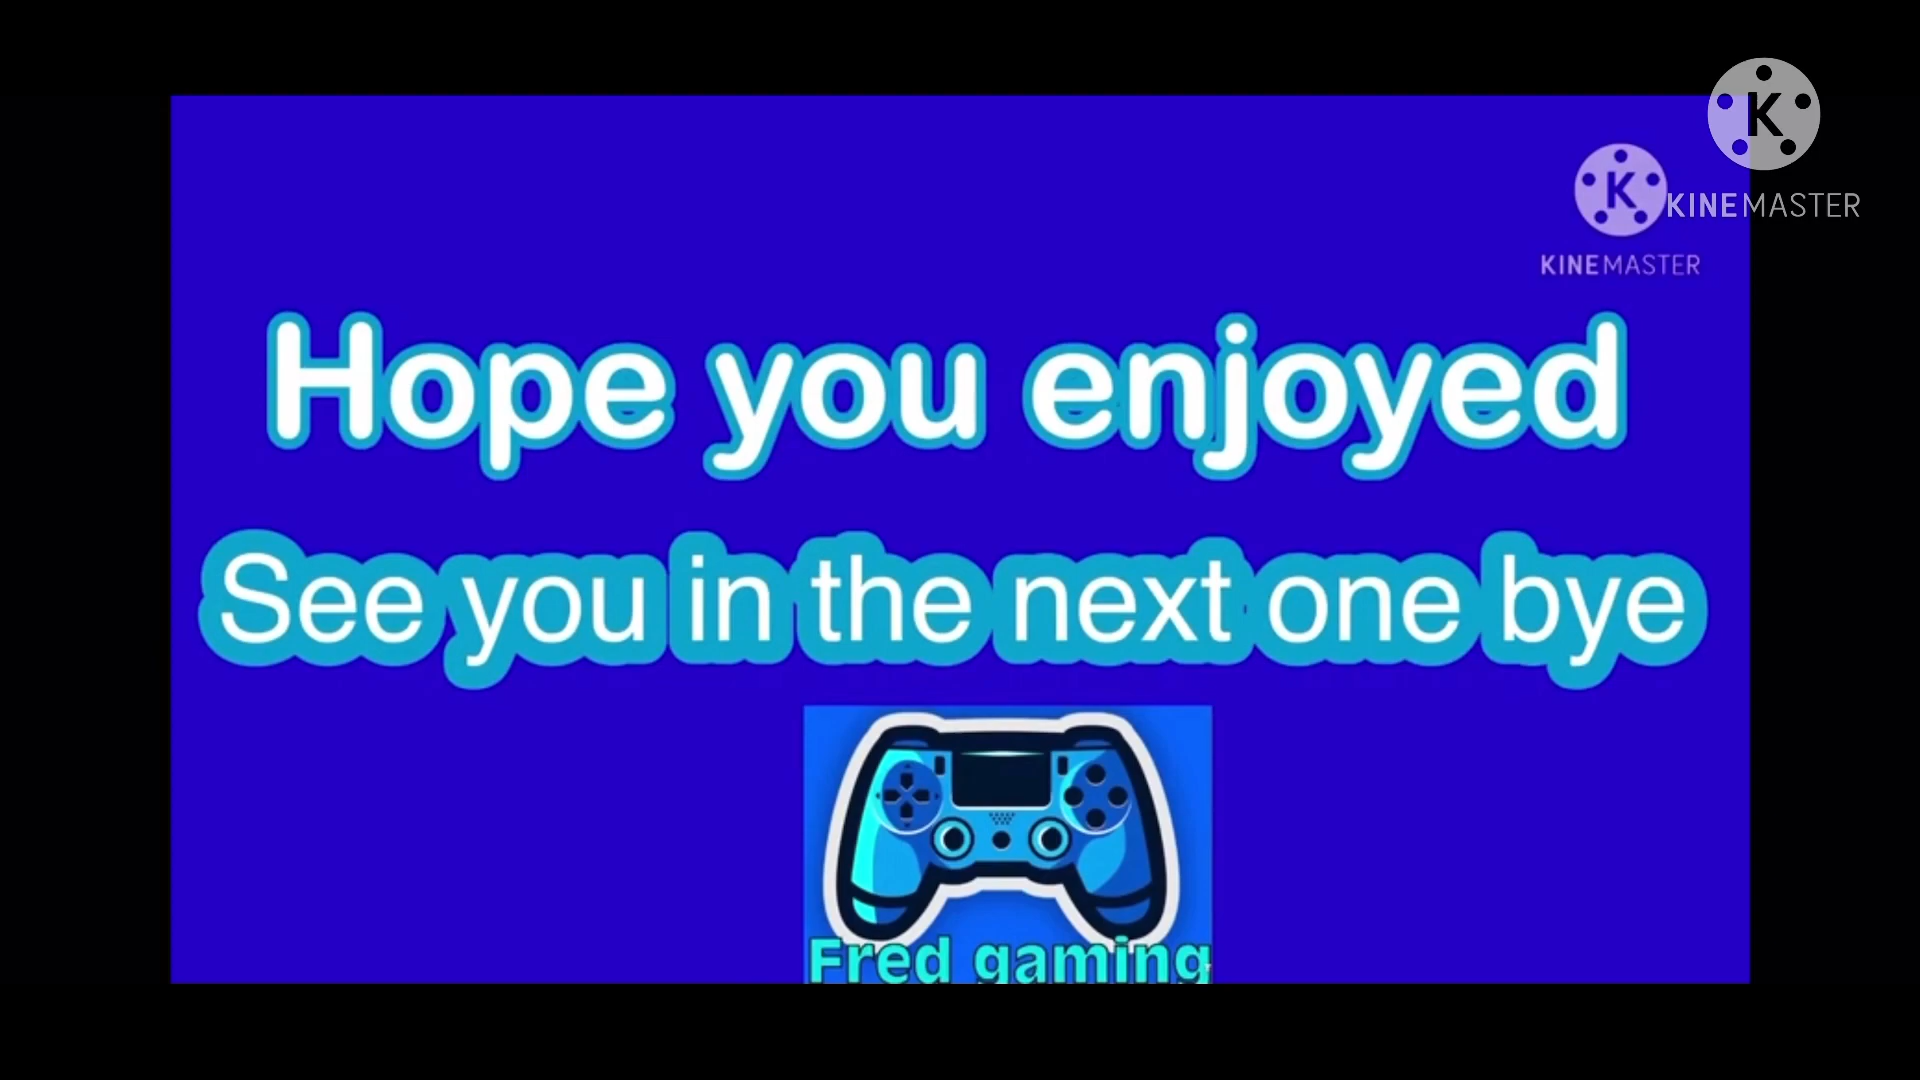 K
KINEMASTER
K
KINEMASTER
Hope you enjoyed
See you in the next one bye
Fred gaming